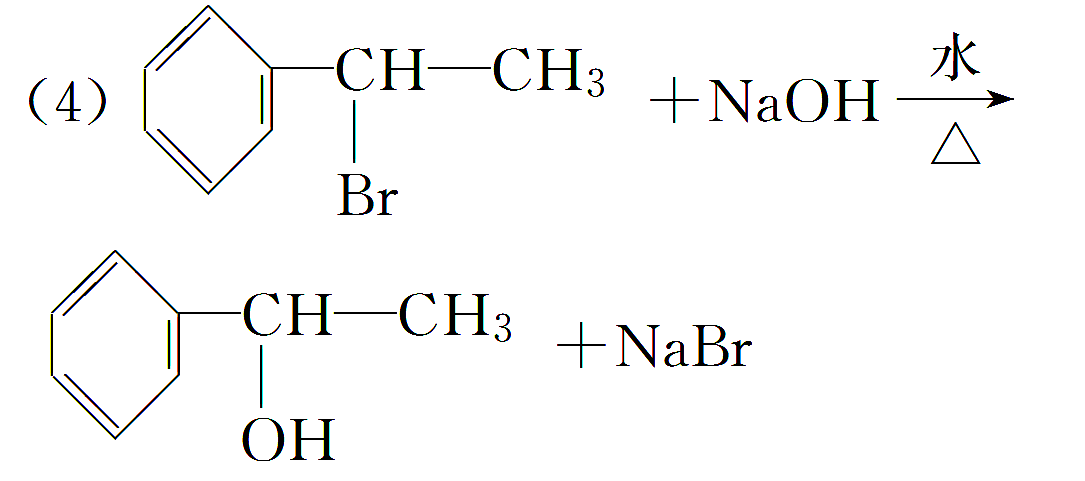 (4) CH—CH₃ +NaOH 水 △
Br
CH—CH₃ +NaBr
OH